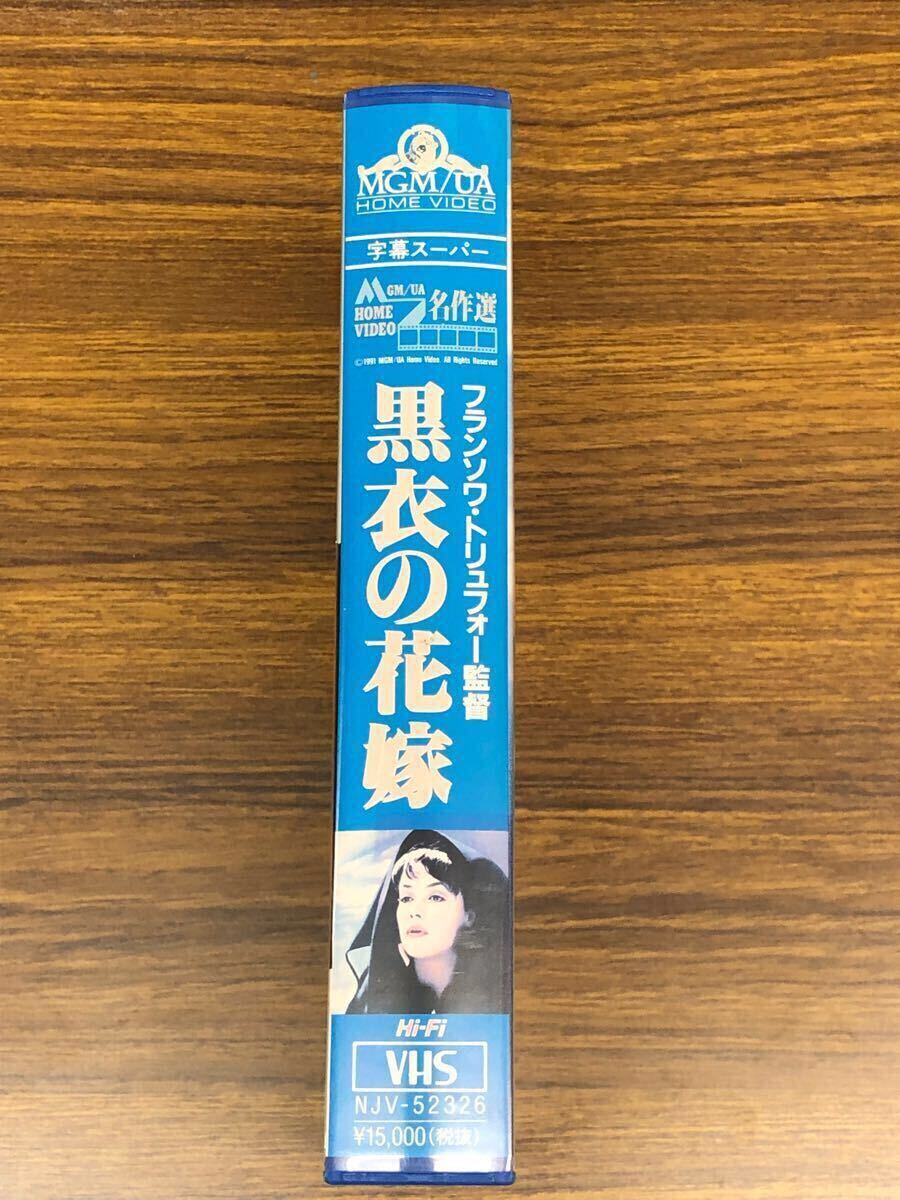 MGM/UA
HOME VIDEO
字幕スーパー
MGM/UA
HOME
VIDEO
名作選
©1991 MGM/UA Home Video. All Rights Reserved
フランソワ・トリュフォー監督
黒衣の花嫁
Hi-Fi
VHS
NJV-52326
¥15,000(税抜)